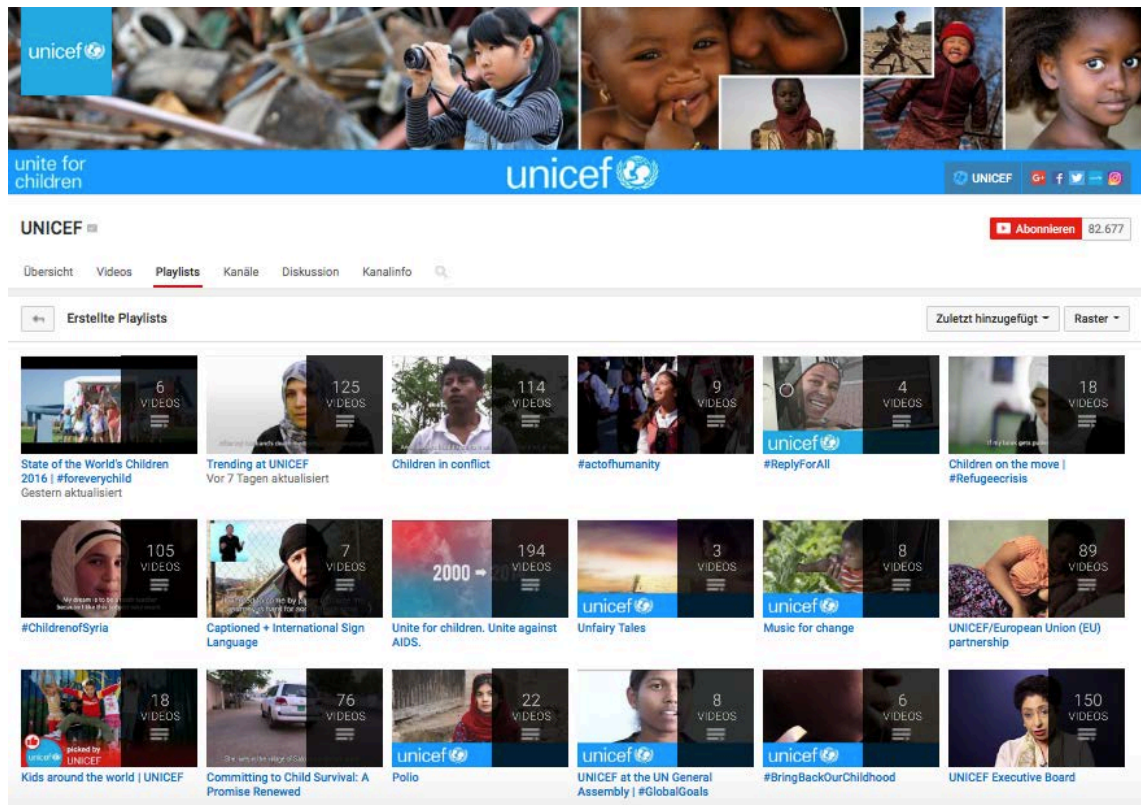 unicef
unite for
children
unicef
UNICEF
G+
UNICEF
Abonnieren 82.677
Übersicht Videos Playlists Kanäle Diskussion Kanalinfo
Erstellte Playlists
Zuletzt hinzugefügt Raster
6
VIDEOS
125
VIDEOS
114
VIDEOS
9
VIDEOS
4
VIDEOS
unicef
18
VIDEOS
State of the World's Children
2016 | #foreverychild
Gestern aktualisiert
Trending at UNICEF
Vor 7 Tagen aktualisiert
Children in conflict
#actofhumanity
#ReplyForAll
Children on the move |
#Refugeecrisis
105
VIDEOS
7
VIDEOS
2000
194
VIDEOS
3
VIDEOS
unicef
8
VIDEOS
unicef
89
VIDEOS
#ChildrenofSyria
Captioned + International Sign
Language
Unite for children. Unite against
AIDS.
Unfairy Tales
Music for change
UNICEF/European Union (EU)
partnership
18
VIDEOS
picked by
UNICEF
unicef
76
VIDEOS
22
VIDEOS
unicef
8
VIDEOS
unicef
6
VIDEOS
unicef
150
VIDEOS
Kids around the world | UNICEF
Committing to Child Survival: A
Promise Renewed
Polio
UNICEF at the UN General
Assembly | #GlobalGoals
#BringBackOurChildhood
UNICEF Executive Board